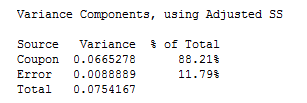 Variance Components, using Adjusted SS
Source Variance % of Total
Coupon 0.0665278 88.21%
Error 0.0088889 11.79%
Total 0.0754167